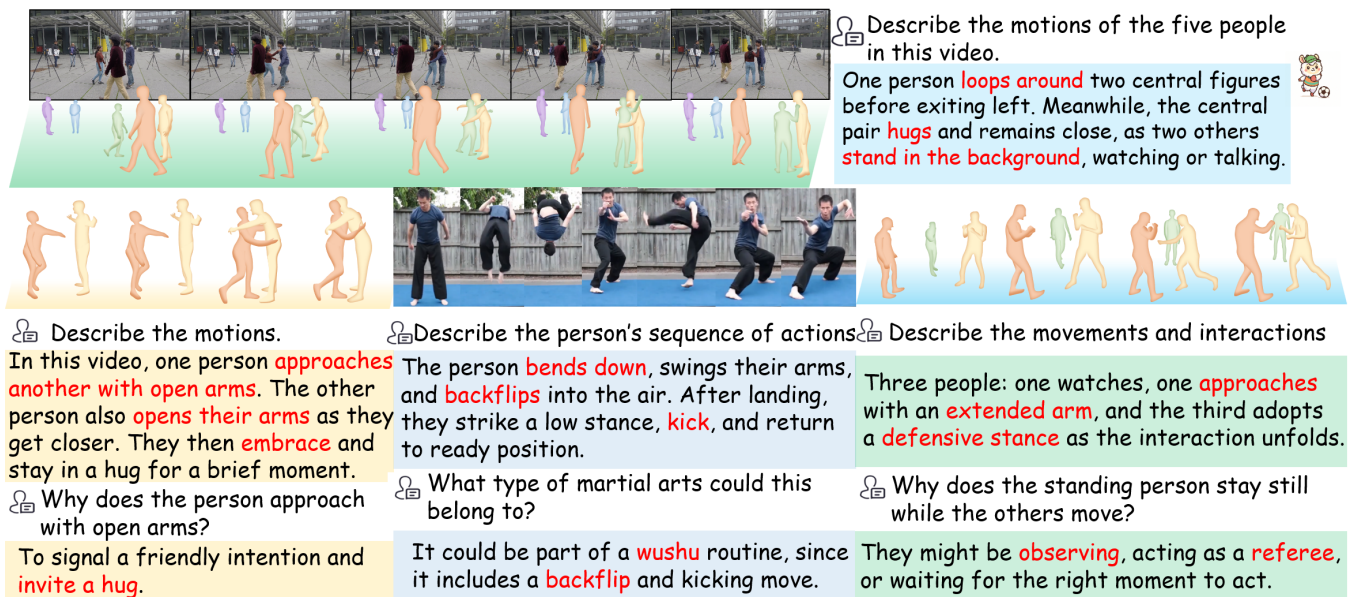 Describe the motions of the five people
in this video.
One person loops around two central figures
before exiting left. Meanwhile, the central
pair hugs and remains close, as two others
stand in the background, watching or talking.
Describe the motions.
In this video, one person approaches
another with open arms. The other
person also opens their arms as they
get closer. They then embrace and
stay in a hug for a brief moment.
Why does the person approach
with open arms?
To signal a friendly intention and
invite a hug.
Describe the person's sequence of actions
The person bends down, swings their arms,
and backflips into the air. After landing,
they strike a low stance, kick, and return
to ready position.
What type of martial arts could this
belong to?
It could be part of a wushu routine, since
it includes a backflip and kicking move.
Describe the movements and interactions
Three people: one watches, one approaches
with an extended arm, and the third adopts
a defensive stance as the interaction unfolds.
Why does the standing person stay still
while the others move?
They might be observing, acting as a referee,
or waiting for the right moment to act.